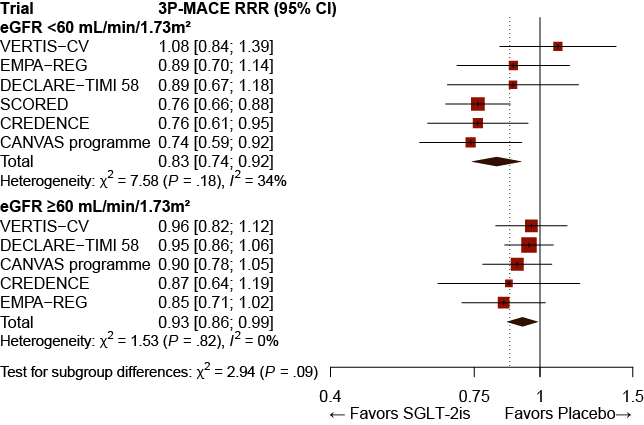 Trial 3P-MACE RRR (95% CI)
eGFR <60 mL/min/1.73m²
VERTIS−CV 1.08 [0.84; 1.39]
EMPA-REG 0.89 [0.70; 1.14]
DECLARE-TIMI 58 0.89 [0.67; 1.18]
SCORED 0.76 [0.66; 0.88]
CREDENCE 0.76 [0.61; 0.95]
CANVAS programme 0.74 [0.59; 0.92]
Total 0.83 [0.74; 0.92]
Heterogeneity: χ² = 7.58 (P = .18), I² = 34%
eGFR ≥60 mL/min/1.73m²
VERTIS−CV 0.96 [0.82; 1.12]
DECLARE−TIMI 58 0.95 [0.86; 1.06]
CANVAS programme 0.90 [0.78; 1.05]
CREDENCE 0.87 [0.64; 1.19]
EMPA-REG 0.85 [0.71; 1.02]
Total 0.93 [0.86; 0.99]
Heterogeneity: χ² = 1.53 (P = .82), I² = 0%
Test for subgroup differences: χ² = 2.94 (P = .09)
0.4 0.75 1 1.5
← Favors SGLT-2is Favors Placebo→